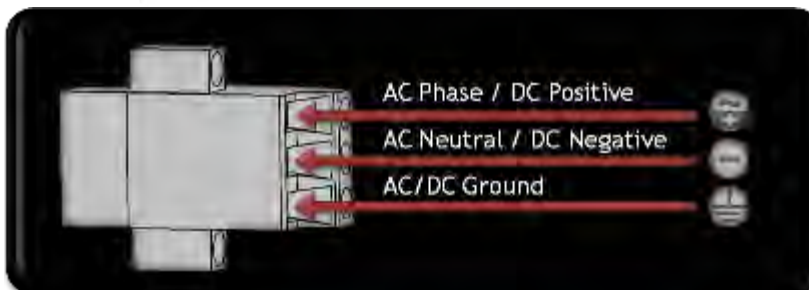 AC Phase / DC Positive
AC Neutral / DC Negative
AC/DC Ground